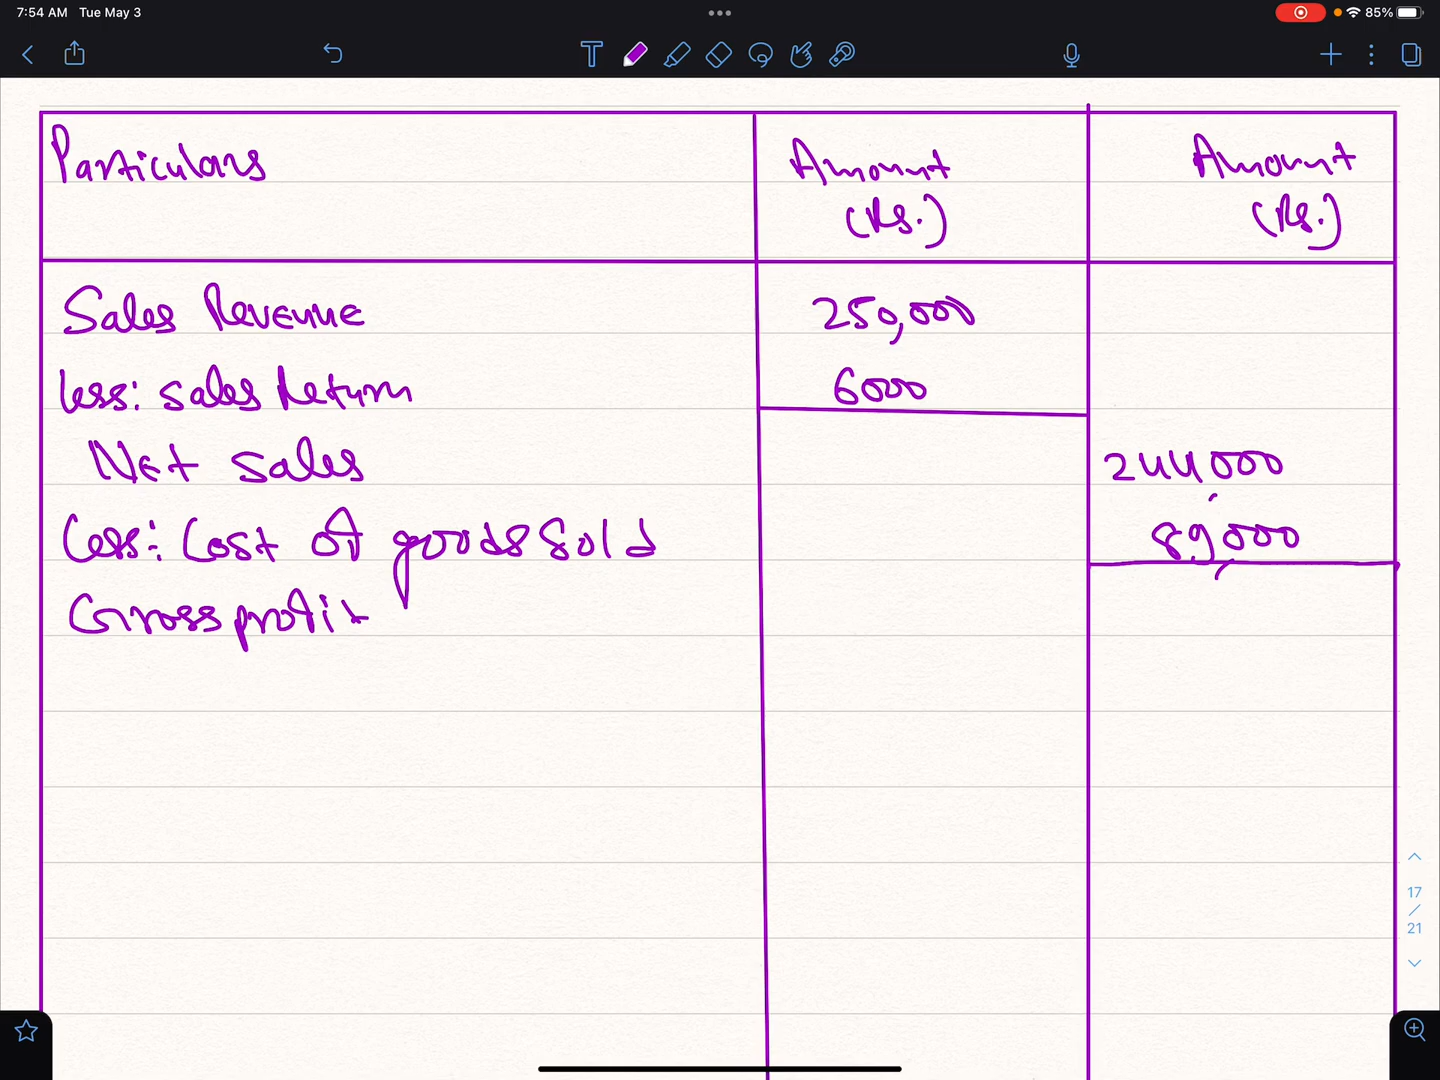 7:54 AM Tue May 3
85%
Particulars Amount (Rs.) Amount (Rs.)
Sales Revenue 250,000
Less: Sales Return 6000
Net Sales 244,000
Less: Cost of goods Sold 89,000
Gross profit
17
/
21